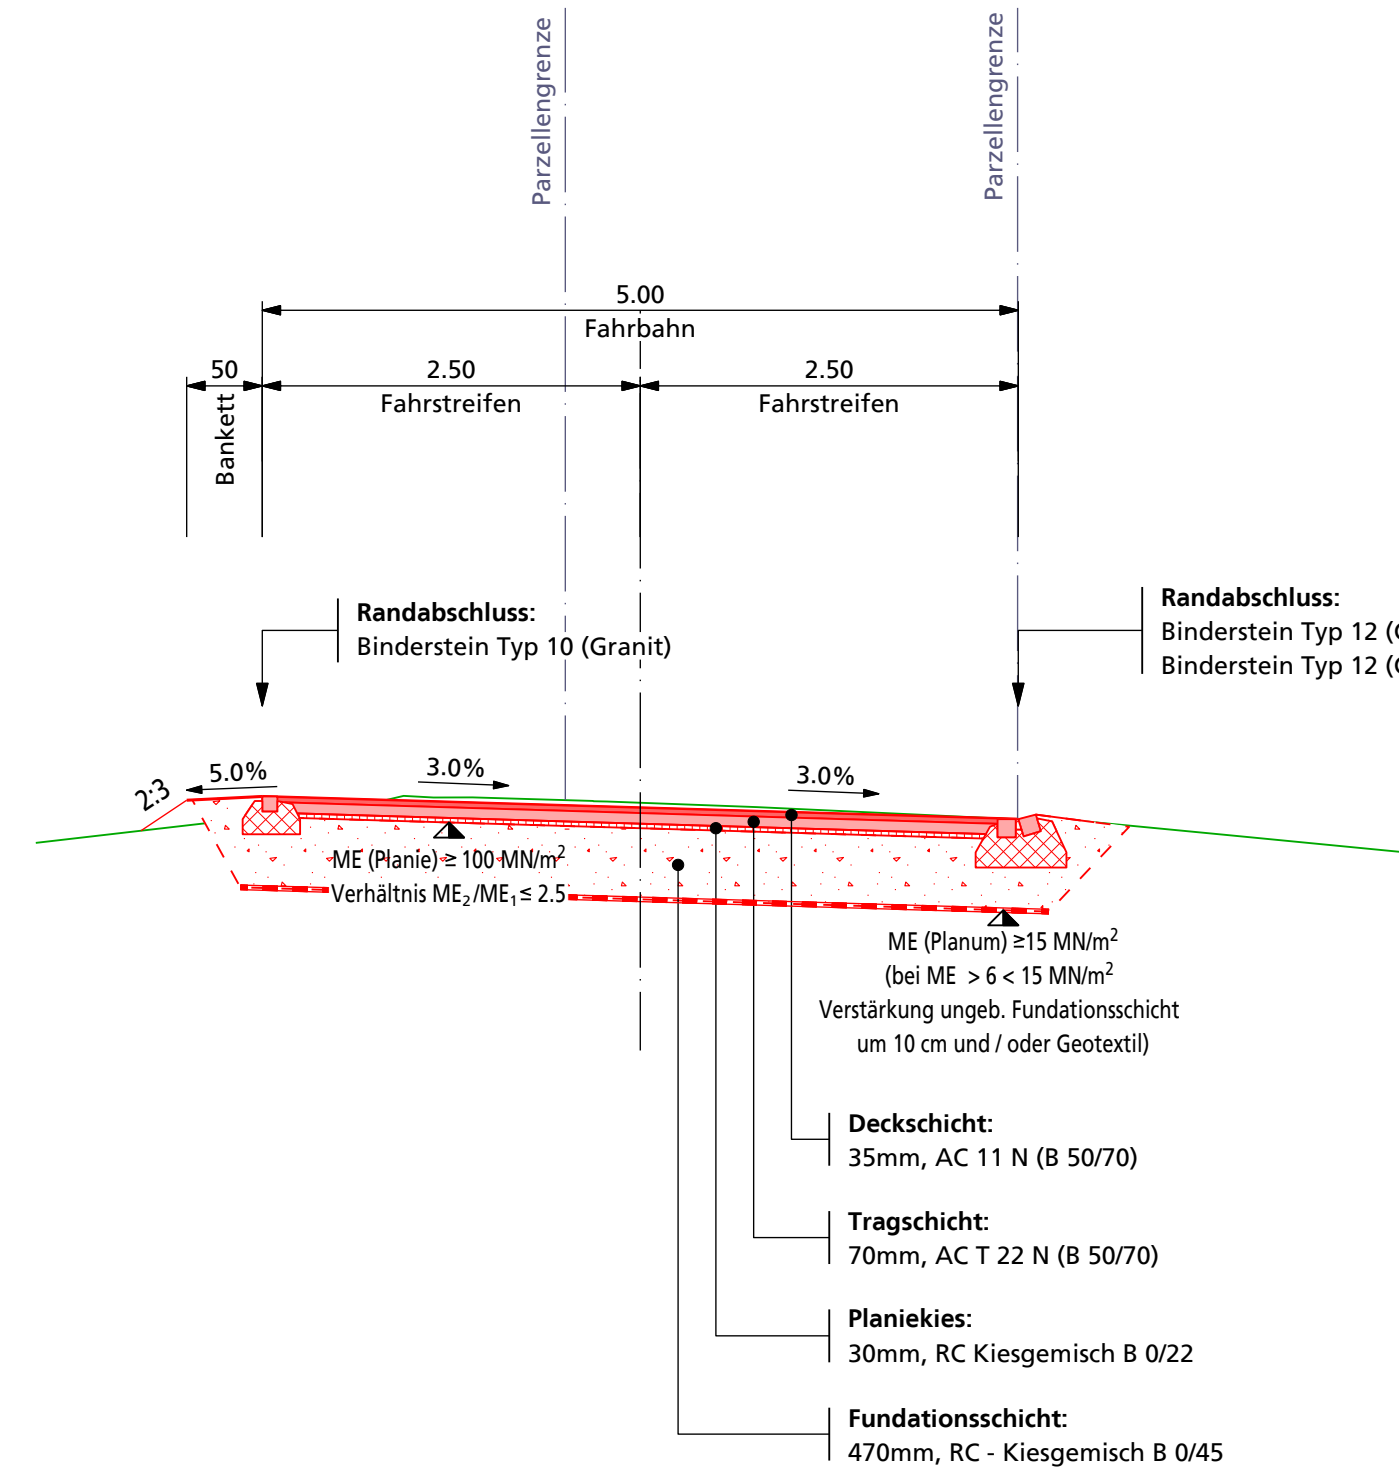 Parzellengrenze
Parzellengrenze
5.00
Fahrbahn
50
2.50
2.50
Bankett
Fahrstreifen
Fahrstreifen
Randabschluss:
Binderstein Typ 10 (Granit)
Randabschluss:
Binderstein Typ 12 (
Binderstein Typ 12 (
2:3
5.0%
3.0%
3.0%
ME (Planie) ≥ 100 MN/m²
Verhältnis ME₂/ME₁ ≤ 2.5
ME (Planum) ≥15 MN/m²
(bei ME > 6 < 15 MN/m²
Verstärkung ungeb. Fundationsschicht
um 10 cm und / oder Geotextil)
Deckschicht:
35mm, AC 11 N (B 50/70)
Tragschicht:
70mm, AC T 22 N (B 50/70)
Planiekies:
30mm, RC Kiesgemisch B 0/22
Fundationsschicht:
470mm, RC - Kiesgemisch B 0/45